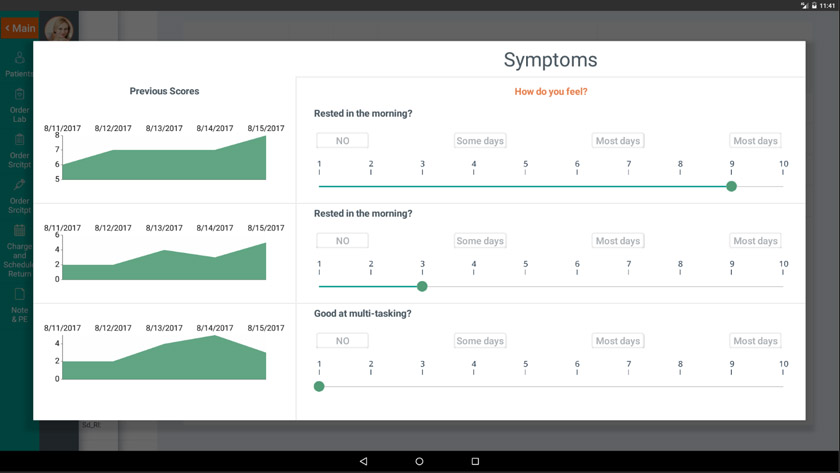 11:41
Main
Patients
Order
Lab
Order
Srcitpt
Order
Srcitpt
Charge
and
Schedule
Return
Note
& PE
Symptoms
Previous Scores
How do you feel?
8/11/2017 8/12/2017 8/13/2017 8/14/2017 8/15/2017
8
7
6
5
Rested in the morning?
NO Some days Most days Most days
1 2 3 4 5 6 7 8 9 10
8/11/2017 8/12/2017 8/13/2017 8/14/2017 8/15/2017
6
4
2
0
Rested in the morning?
NO Some days Most days Most days
1 2 3 4 5 6 7 8 9 10
8/11/2017 8/12/2017 8/13/2017 8/14/2017 8/15/2017
4
2
0
Good at multi-tasking?
NO Some days Most days Most days
1 2 3 4 5 6 7 8 9 10